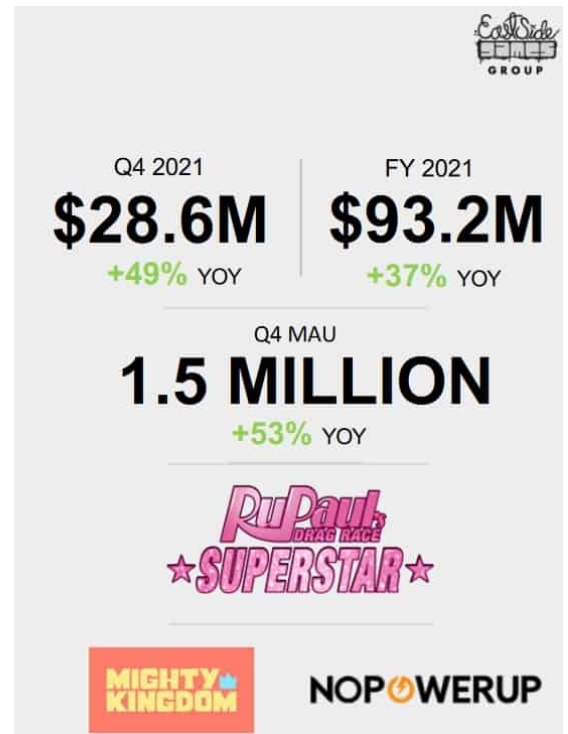 East Side
GAMES
GROUP
Q4 2021
FY 2021
$28.6M
$93.2M
+49% YOY
+37% YOY
Q4 MAU
1.5 MILLION
+53% YOY
RuPaul's
DRAG RACE
SUPERSTAR
MIGHTY
KINGDOM
NOPOWERUP